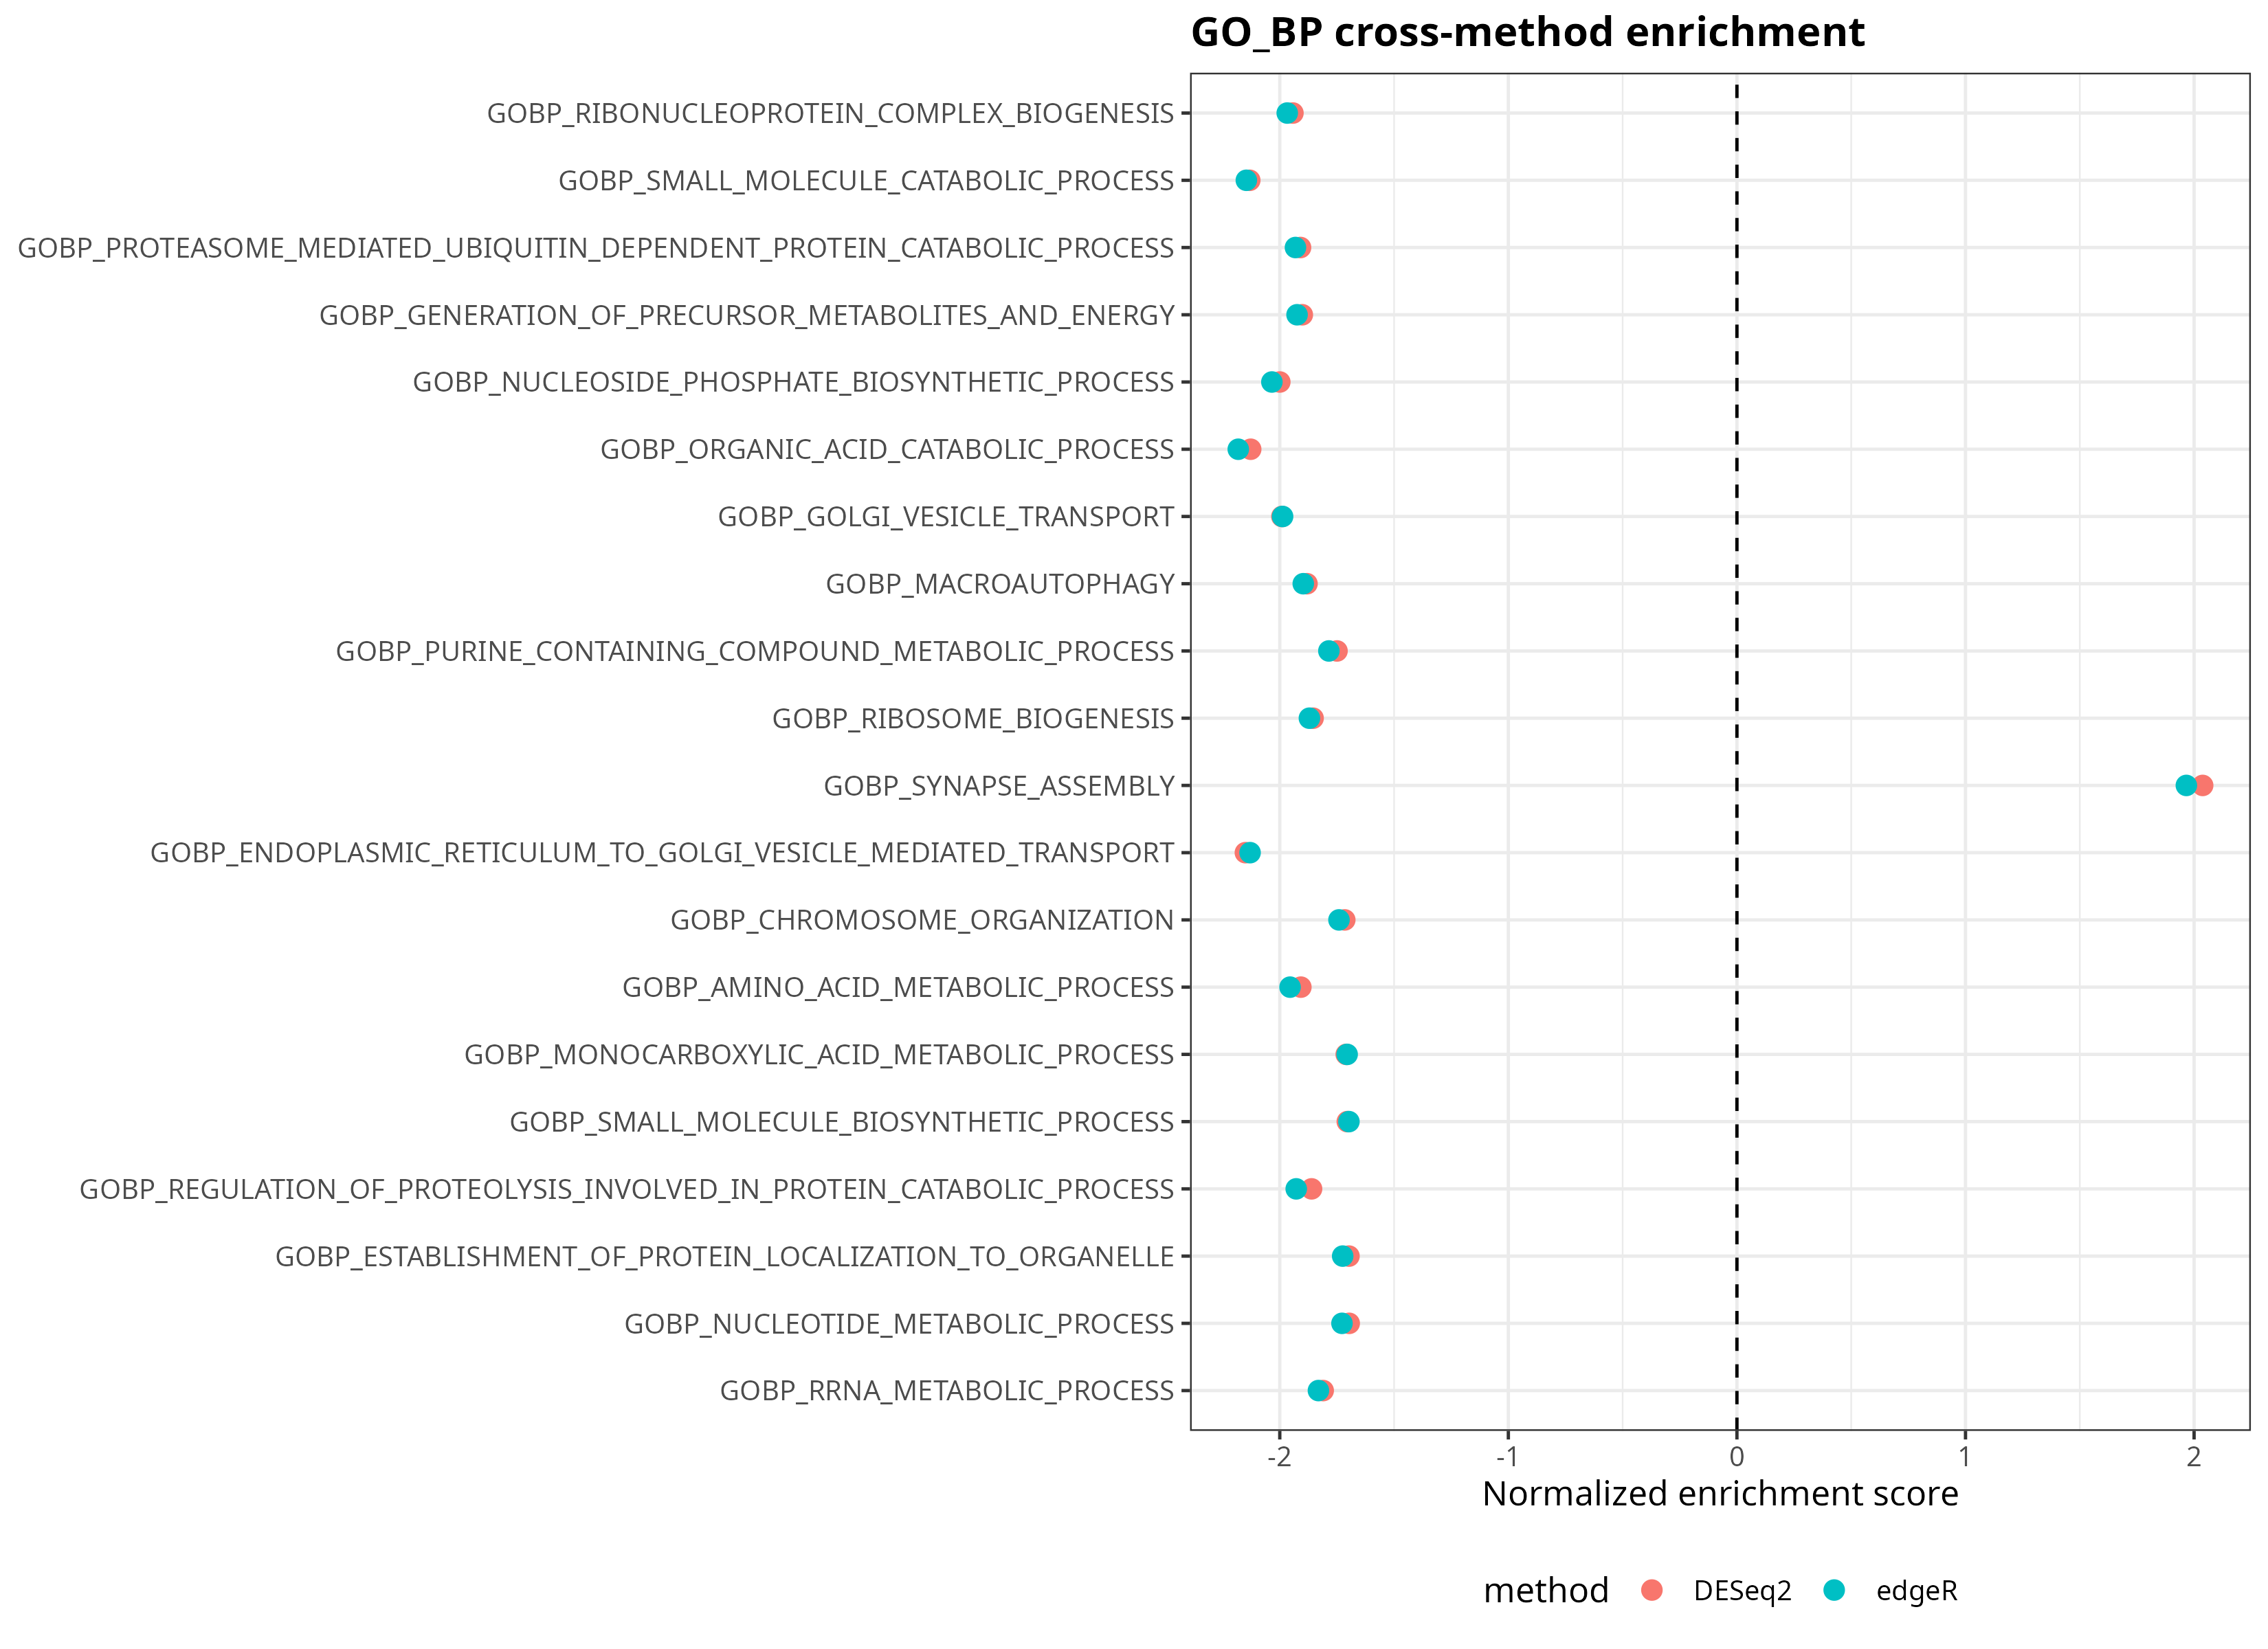 GO_BP cross-method enrichment
GOBP_RIBONUCLEOPROTEIN_COMPLEX_BIOGENESIS
GOBP_SMALL_MOLECULE_CATABOLIC_PROCESS
GOBP_PROTEASOME_MEDIATED_UBIQUITIN_DEPENDENT_PROTEIN_CATABOLIC_PROCESS
GOBP_GENERATION_OF_PRECURSOR_METABOLITES_AND_ENERGY
GOBP_NUCLEOSIDE_PHOSPHATE_BIOSYNTHETIC_PROCESS
GOBP_ORGANIC_ACID_CATABOLIC_PROCESS
GOBP_GOLGI_VESICLE_TRANSPORT
GOBP_MACROAUTOPHAGY
GOBP_PURINE_CONTAINING_COMPOUND_METABOLIC_PROCESS
GOBP_RIBOSOME_BIOGENESIS
GOBP_SYNAPSE_ASSEMBLY
GOBP_ENDOPLASMIC_RETICULUM_TO_GOLGI_VESICLE_MEDIATED_TRANSPORT
GOBP_CHROMOSOME_ORGANIZATION
GOBP_AMINO_ACID_METABOLIC_PROCESS
GOBP_MONOCARBOXYLIC_ACID_METABOLIC_PROCESS
GOBP_SMALL_MOLECULE_BIOSYNTHETIC_PROCESS
GOBP_REGULATION_OF_PROTEOLYSIS_INVOLVED_IN_PROTEIN_CATABOLIC_PROCESS
GOBP_ESTABLISHMENT_OF_PROTEIN_LOCALIZATION_TO_ORGANELLE
GOBP_NUCLEOTIDE_METABOLIC_PROCESS
GOBP_RRNA_METABOLIC_PROCESS
-2 -1 0 1 2
Normalized enrichment score
method DESeq2 edgeR